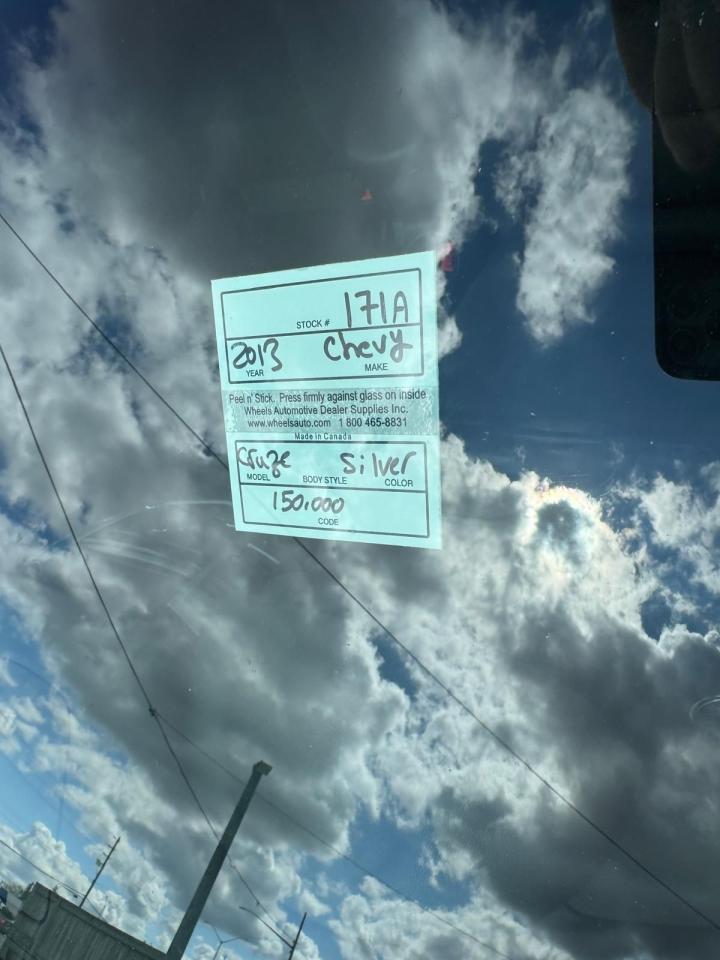 171A
STOCK #
2013 Chevy
YEAR MAKE
Peel n' Stick. Press firmly against glass on inside.
Wheels Automotive Dealer Supplies Inc.
www.wheelsauto.com 1 800 465-8831
Made in Canada
Cruze Silver
MODEL BODY STYLE COLOR
150,000
CODE